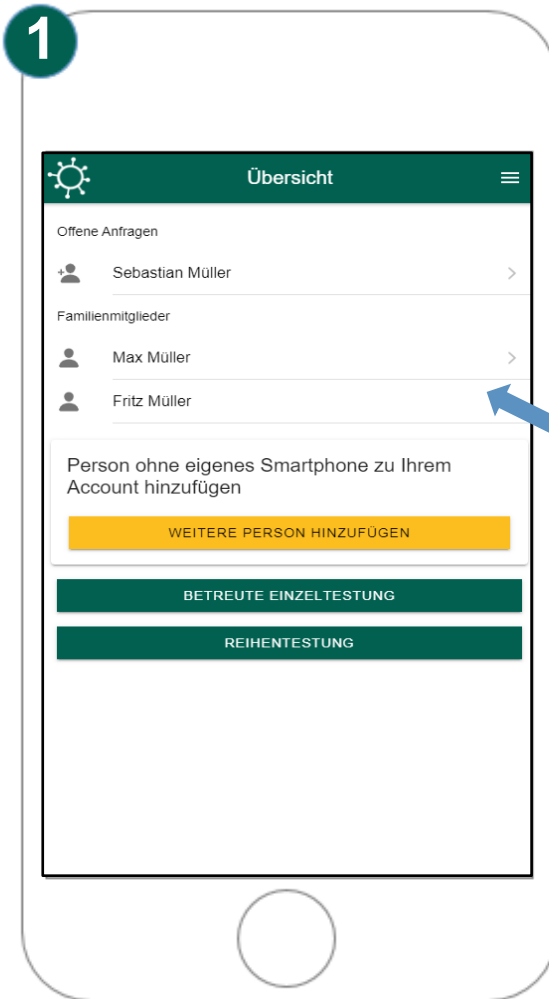 1
Übersicht
Offene Anfragen
Sebastian Müller
Familienmitglieder
Max Müller
Fritz Müller
Person ohne eigenes Smartphone zu Ihrem
Account hinzufügen
WEITERE PERSON HINZUFÜGEN
BETREUTE EINZELTESTUNG
REIHENTESTUNG